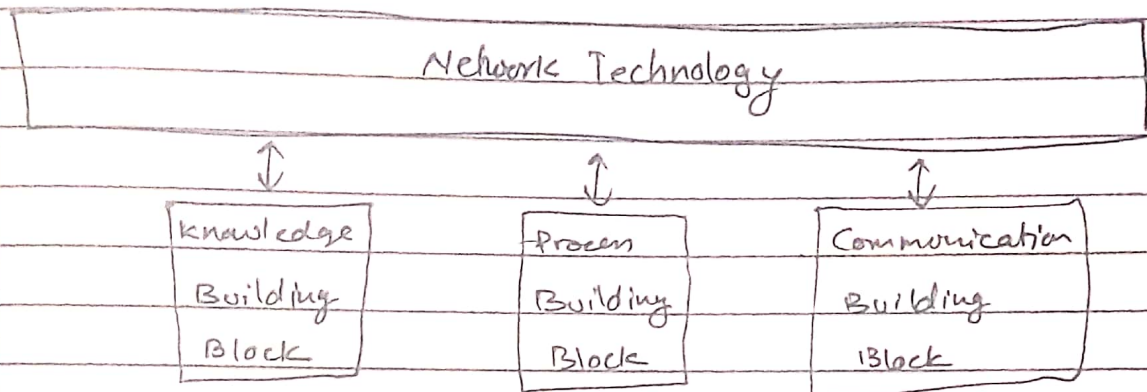 Network Technology
Knowledge
Building
Block
Process
Building
Block
Communication
Building
Block